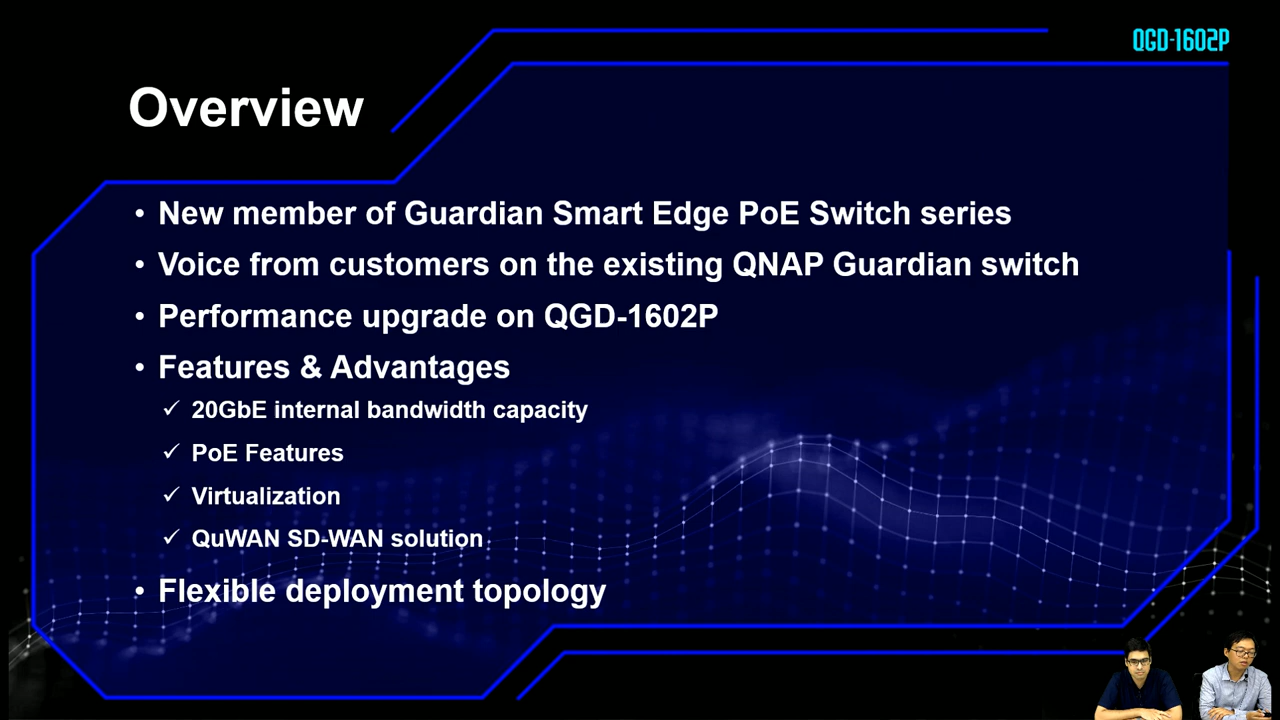 QGD-1602P
Overview
• New member of Guardian Smart Edge PoE Switch series
• Voice from customers on the existing QNAP Guardian switch
• Performance upgrade on QGD-1602P
• Features & Advantages
✓ 20GbE internal bandwidth capacity
✓ PoE Features
✓ Virtualization
✓ QuWAN SD-WAN solution
• Flexible deployment topology